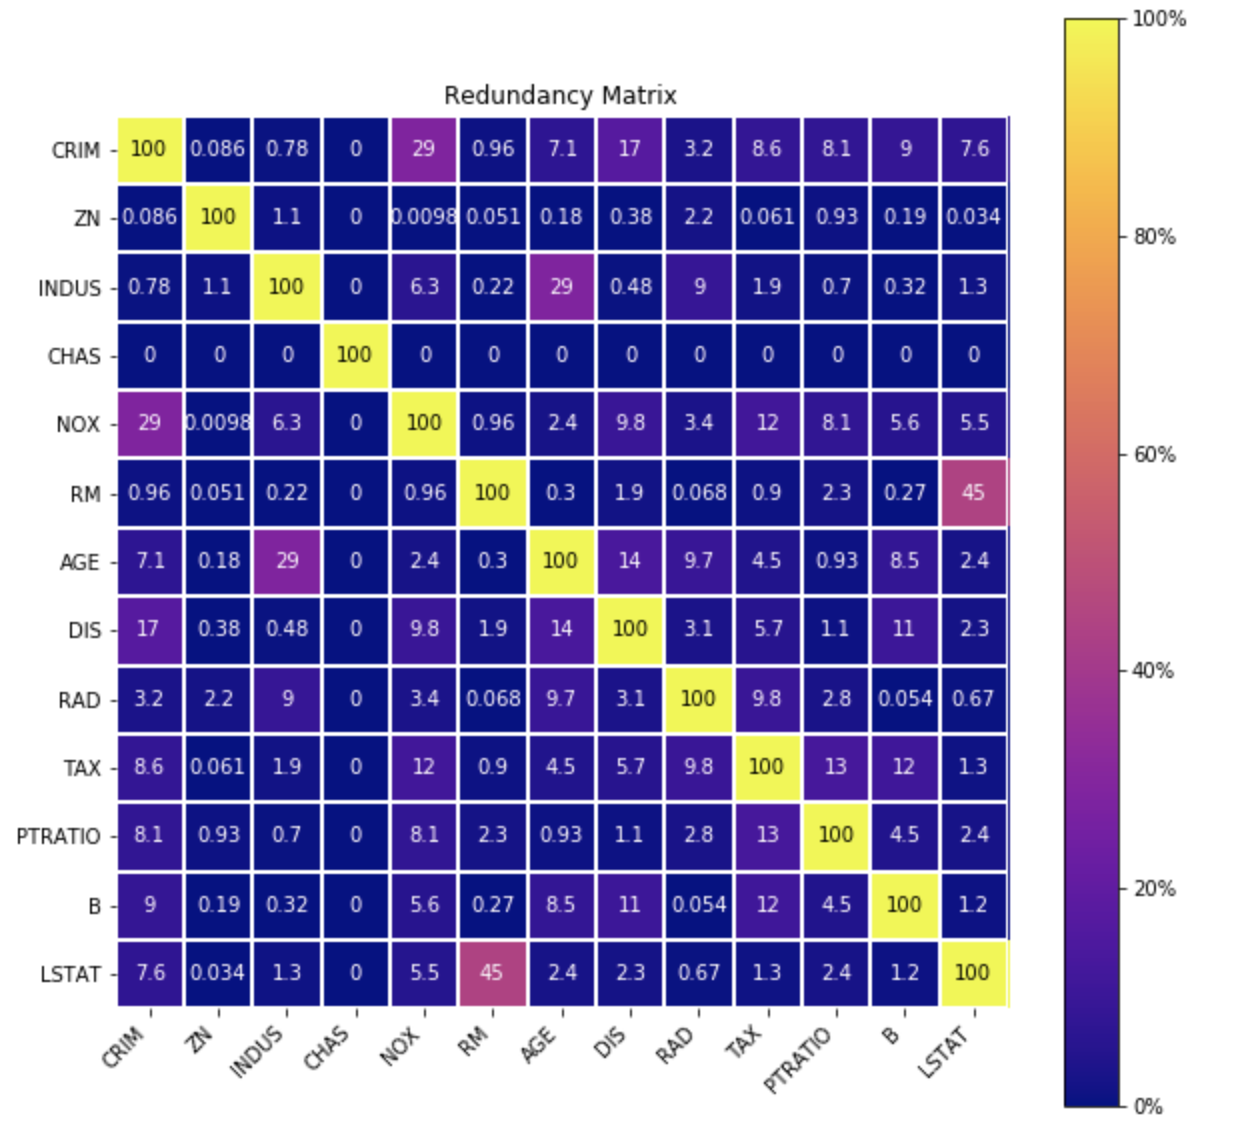 100%
Redundancy Matrix
CRIM 100 0.086 0.78 0 29 0.96 7.1 17 3.2 8.6 8.1 9 7.6
ZN 0.086 100 1.1 0 0.0098 0.051 0.18 0.38 2.2 0.061 0.93 0.19 0.034
80%
INDUS 0.78 1.1 100 0 6.3 0.22 29 0.48 9 1.9 0.7 0.32 1.3
CHAS 0 0 0 100 0 0 0 0 0 0 0 0 0
NOX 29 0.0098 6.3 0 100 0.96 2.4 9.8 3.4 12 8.1 5.6 5.5
60%
RM 0.96 0.051 0.22 0 0.96 100 0.3 1.9 0.068 0.9 2.3 0.27 45
AGE 7.1 0.18 29 0 2.4 0.3 100 14 9.7 4.5 0.93 8.5 2.4
DIS 17 0.38 0.48 0 9.8 1.9 14 100 3.1 5.7 1.1 11 2.3
40%
RAD 3.2 2.2 9 0 3.4 0.068 9.7 3.1 100 9.8 2.8 0.054 0.67
TAX 8.6 0.061 1.9 0 12 0.9 4.5 5.7 9.8 100 13 12 1.3
PTRATIO 8.1 0.93 0.7 0 8.1 2.3 0.93 1.1 2.8 13 100 4.5 2.4
20%
B 9 0.19 0.32 0 5.6 0.27 8.5 11 0.054 12 4.5 100 1.2
LSTAT 7.6 0.034 1.3 0 5.5 45 2.4 2.3 0.67 1.3 2.4 1.2 100
CRIM ZN INDUS CHAS NOX RM AGE DIS RAD TAX PTRATIO B LSTAT
0%